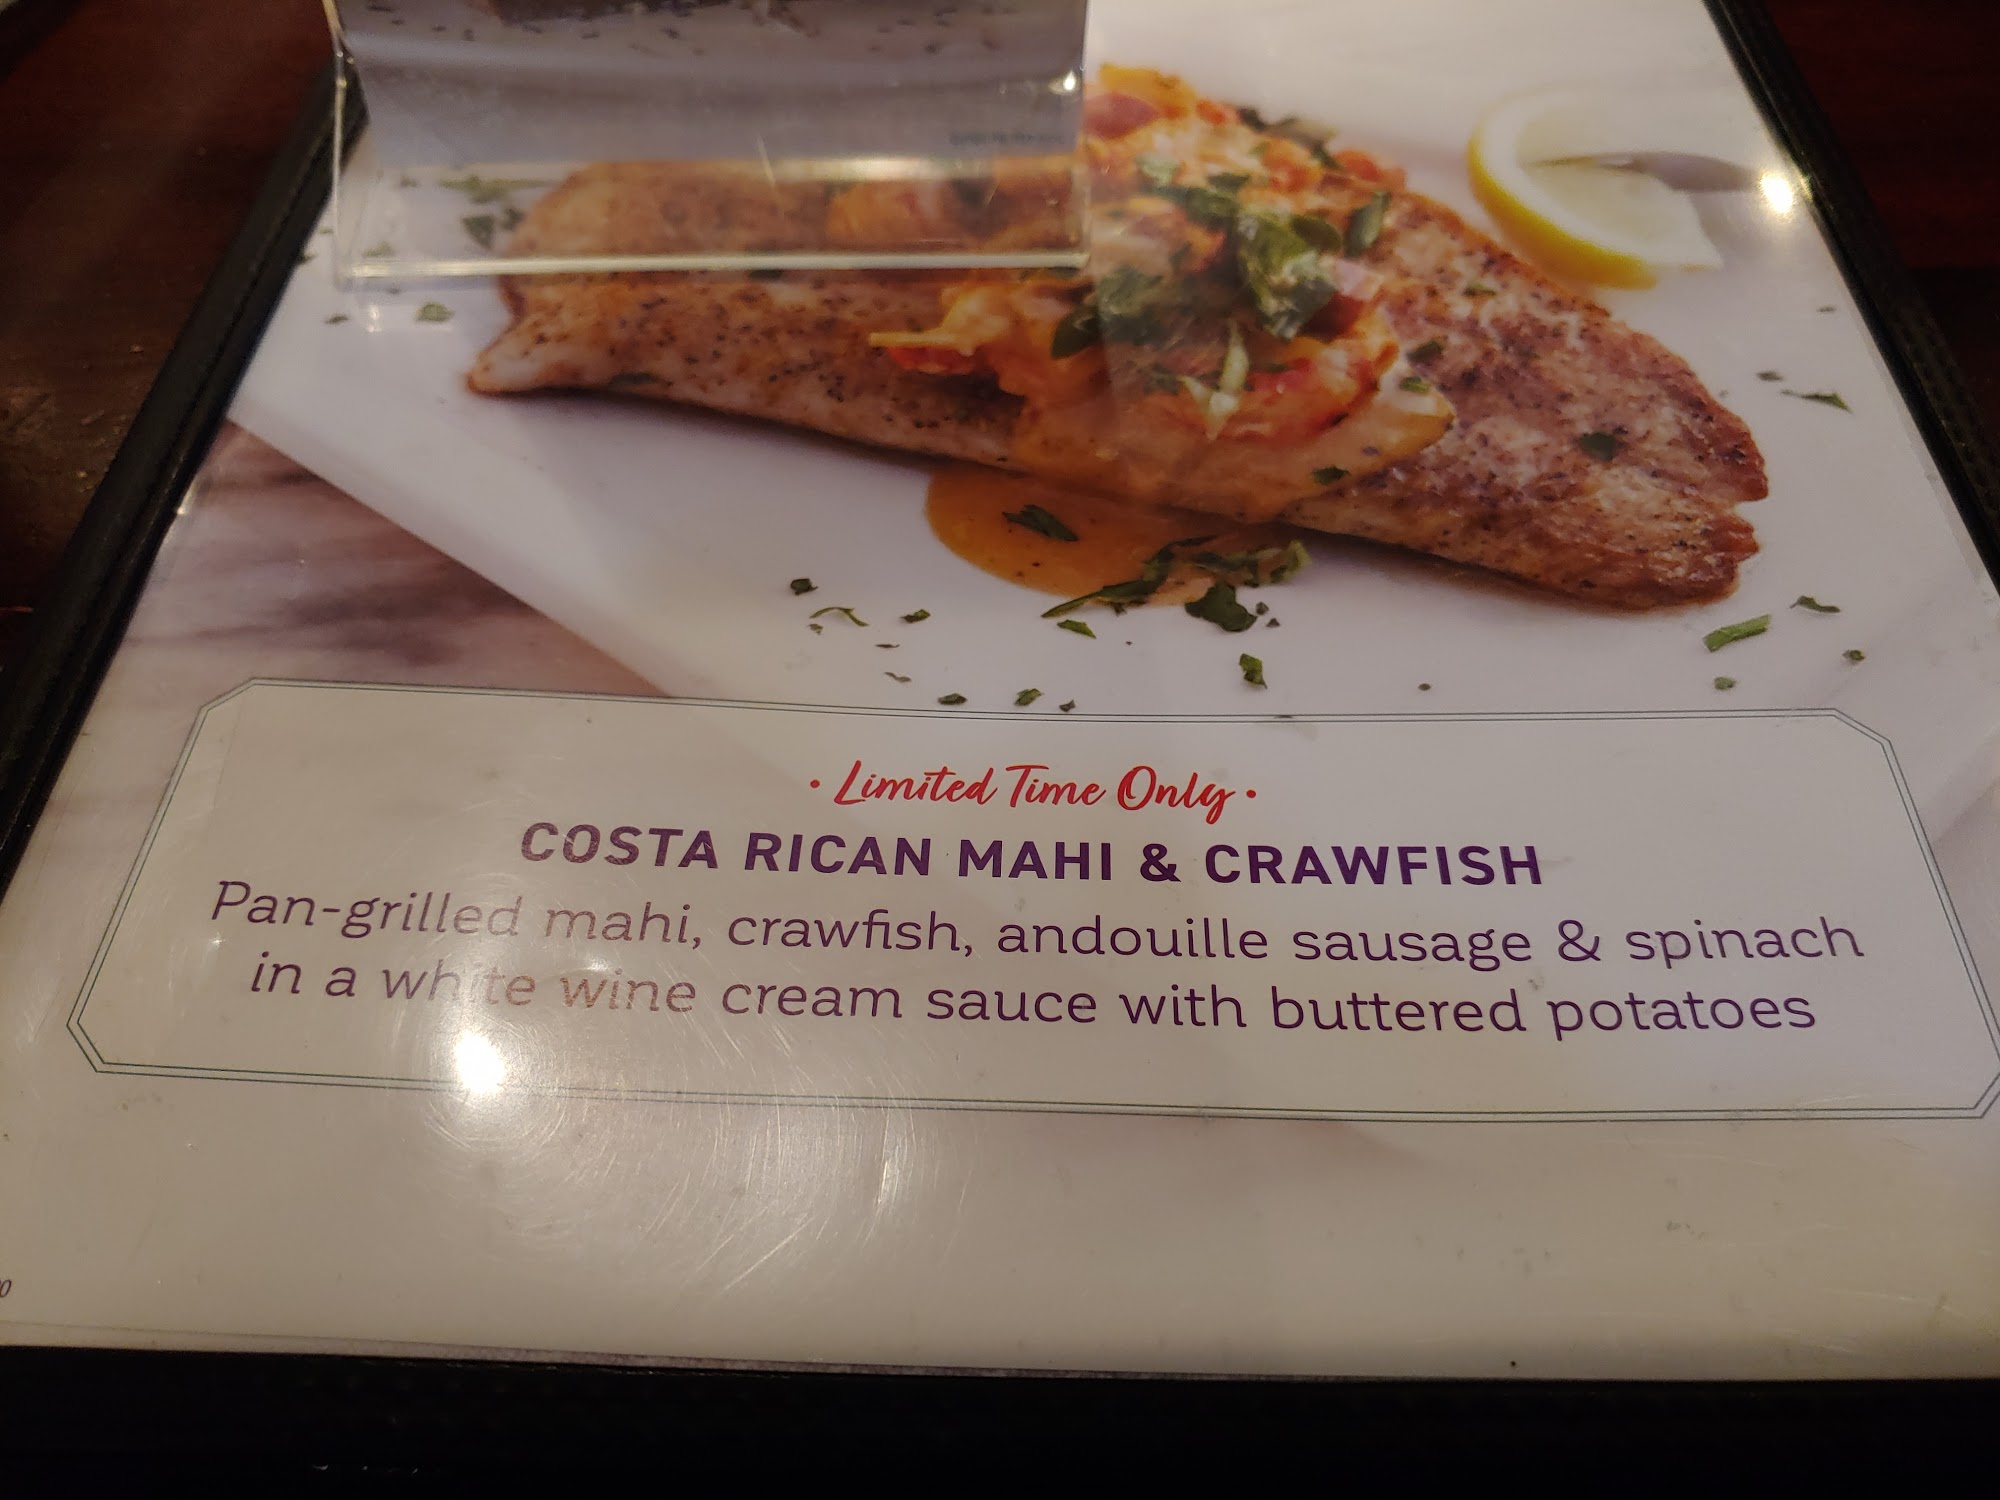 • Limited Time Only •
COSTA RICAN MAHI & CRAWFISH
Pan-grilled mahi, crawfish, andouille sausage & spinach
in a white wine cream sauce with buttered potatoes